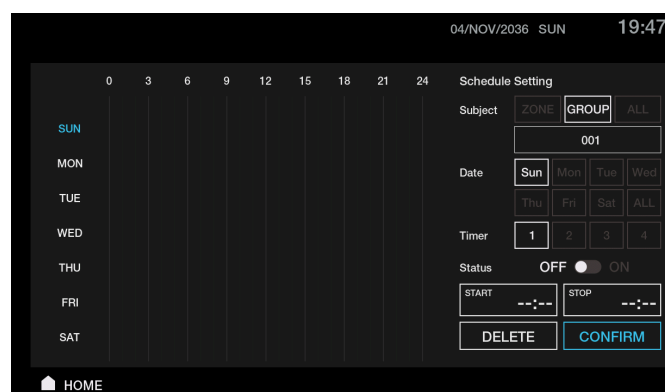 04/NOV/2036 SUN 19:47
0 3 6 9 12 15 18 21 24 Schedule Setting
Subject ZONE GROUP ALL
001
SUN
MON
TUE
WED
THU
FRI
SAT
Date Sun Mon Tue Wed
Thu Fri Sat ALL
Timer 1 2 3 4
Status OFF ON
START --:-- STOP --:--
DELETE CONFIRM
HOME